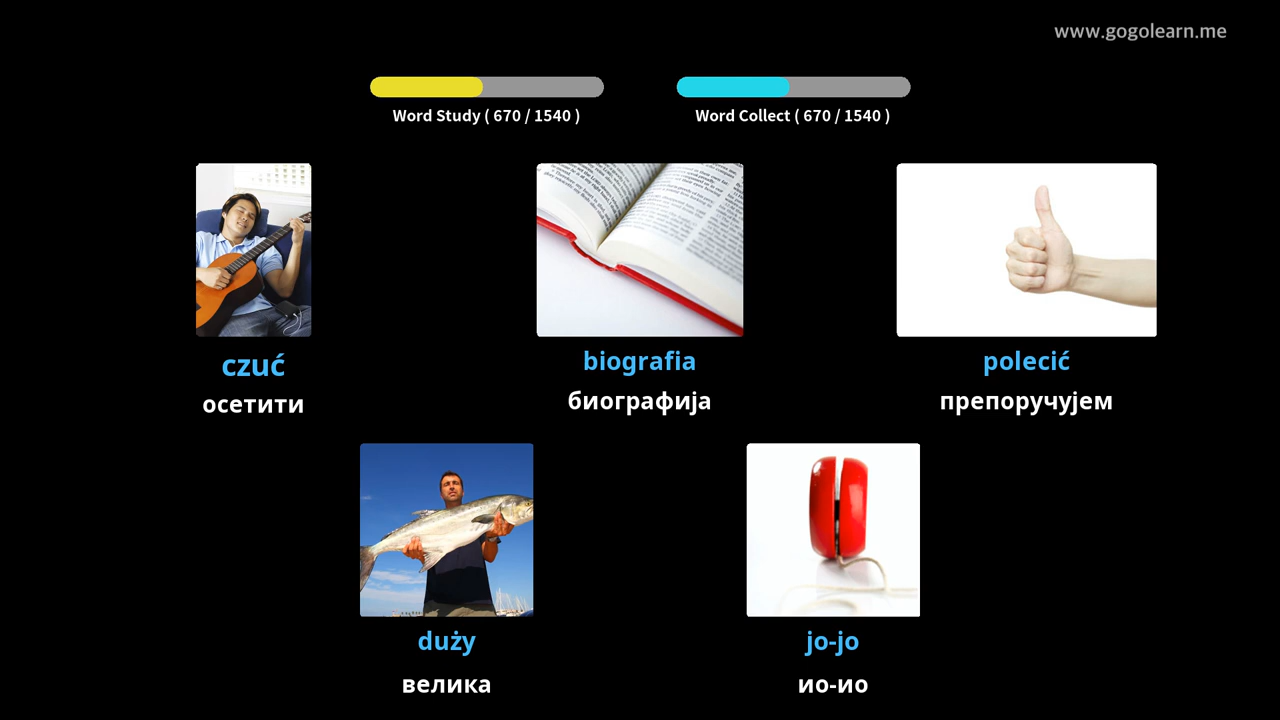 www.gogolearn.me
Word Study ( 670 / 1540 )
Word Collect ( 670 / 1540 )
czuć
осетити
biografia
биографија
polecić
препоручујем
duży
велика
jo-jo
ио-ио